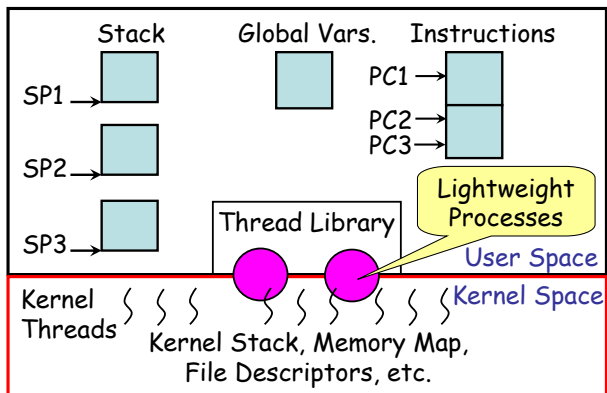 Stack
Global Vars.
Instructions
SP1
PC1
PC2
PC3
SP2
Lightweight
Processes
Thread Library
SP3
User Space
Kernel Space
Kernel
Threads
Kernel Stack, Memory Map,
File Descriptors, etc.